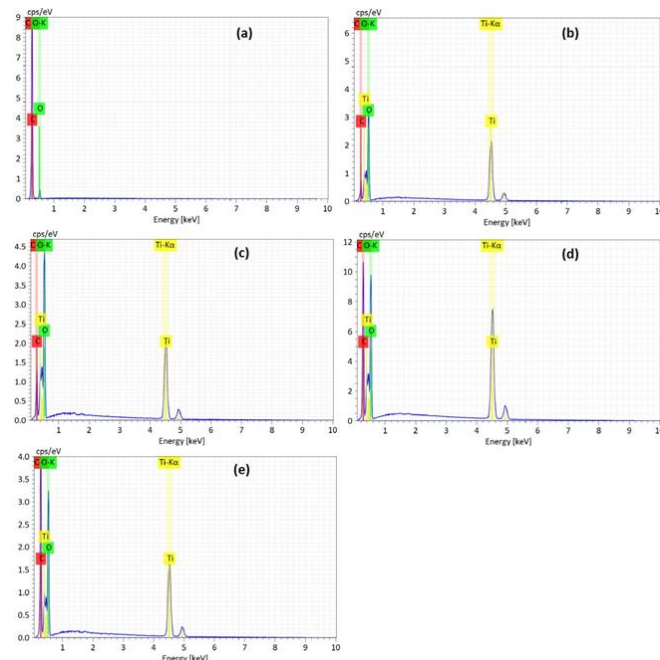 cps/eV
9
8
7
6
5
4
3
2
1
0
C O-K
O
C
(a)
1 2 3 4 5 6 7 8 9 10
Energy [keV]
cps/eV
6
5
4
3
2
1
0
C O-K Ti-Kα
Ti
O
C
Ti
(b)
1 2 3 4 5 6 7 8 9 10
Energy [keV]
cps/eV
4.5
4.0
3.5
3.0
2.5
2.0
1.5
1.0
0.5
0.0
C O-K Ti-Kα
Ti
O
C
Ti
(c)
1 2 3 4 5 6 7 8 9 10
Energy [keV]
cps/eV
12
10
8
6
4
2
0
C O-K Ti-Kα
Ti
O
C
Ti
(d)
1 2 3 4 5 6 7 8 9 10
Energy [keV]
cps/eV
4.0
3.5
3.0
2.5
2.0
1.5
1.0
0.5
0.0
C O-K Ti-Kα
Ti
O
C
Ti
(e)
1 2 3 4 5 6 7 8 9 10
Energy [keV]